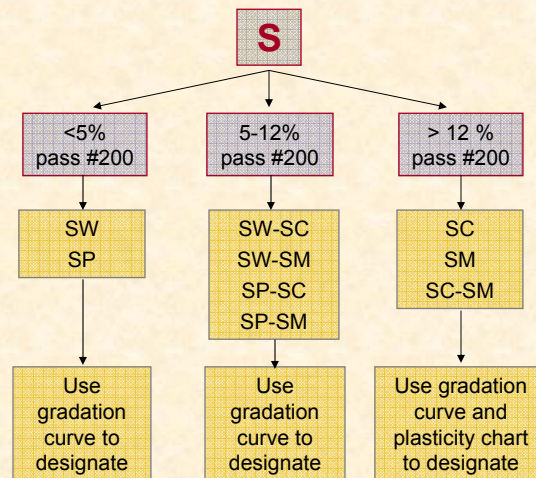 S
<5%
pass #200
5-12%
pass #200
> 12 %
pass #200
SW
SP
SW-SC
SW-SM
SP-SC
SP-SM
SC
SM
SC-SM
Use
gradation
curve to
designate
Use
gradation
curve to
designate
Use gradation
curve and
plasticity chart
to designate